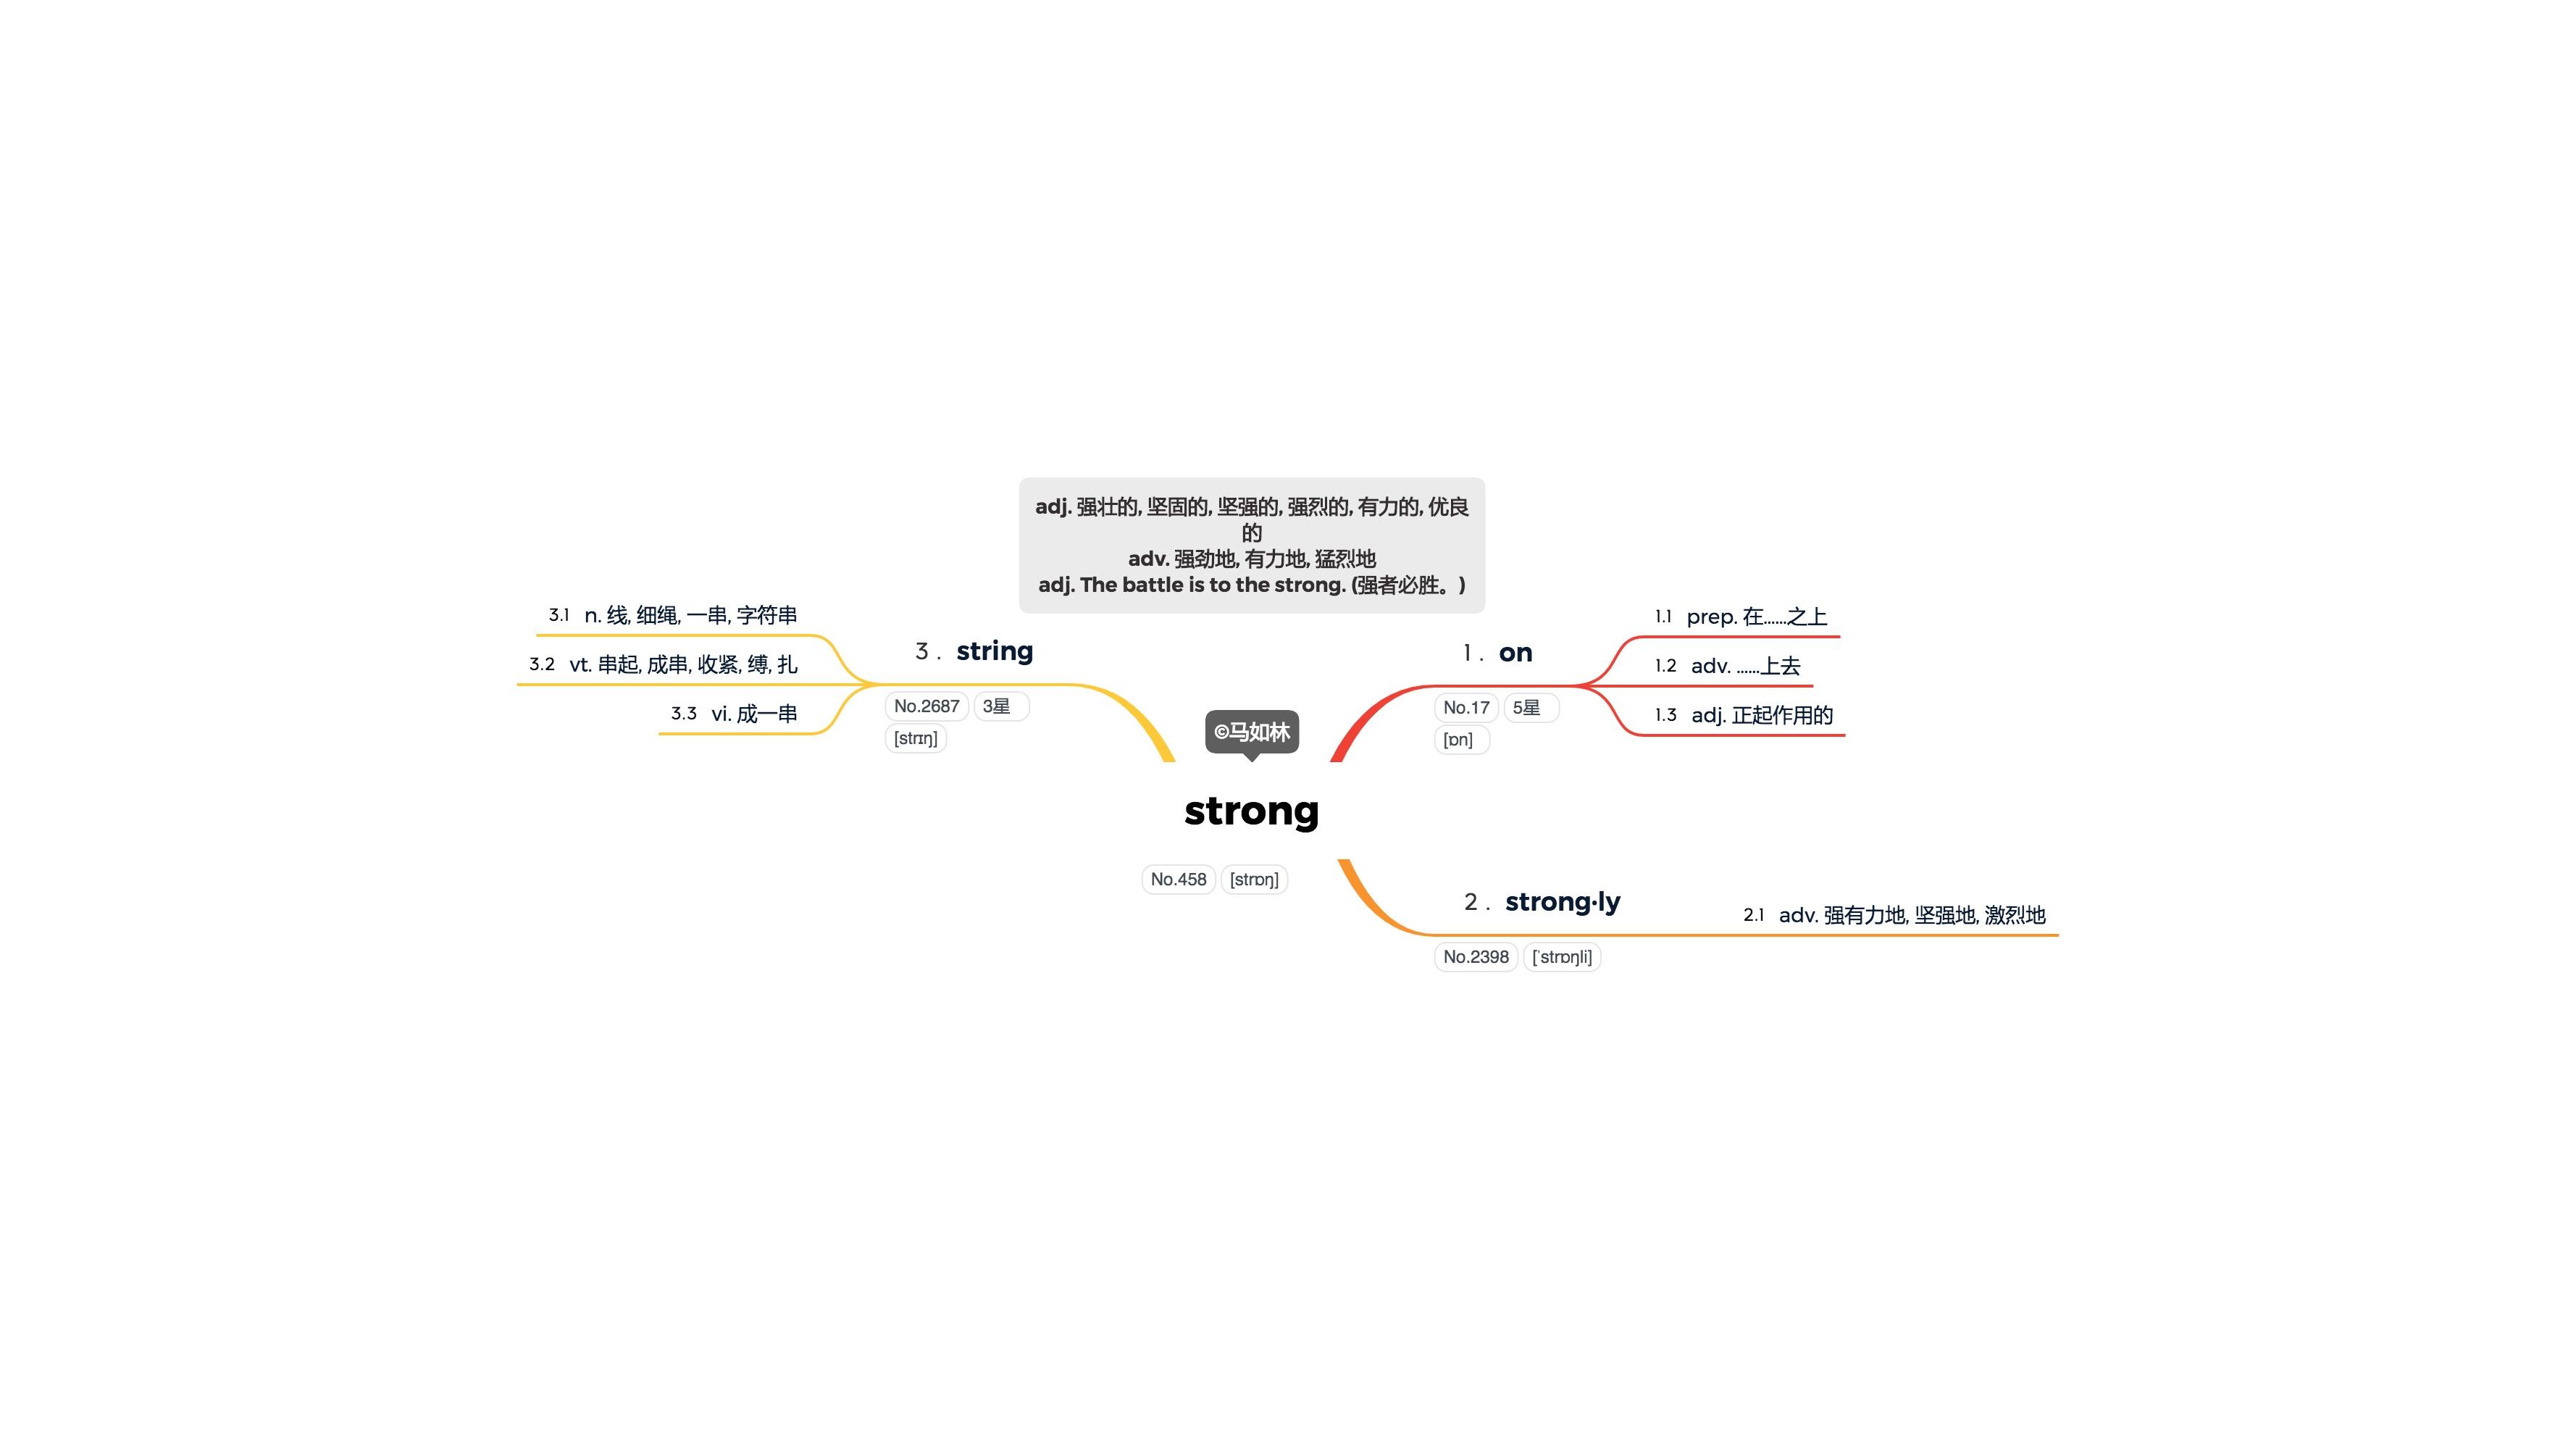 adj. 强壮的, 坚固的, 坚强的, 强烈的, 有力的, 优良
的
adv. 强劲地, 有力地, 猛烈地
adj. The battle is to the strong. (强者必胜。)
©马如林
strong
No.458 [strɒŋ]
1. on
No.17 5星
[ɒn]
1.1 prep. 在……之上
1.2 adv. ……上去
1.3 adj. 正起作用的
2. strong·ly
No.2398 [ˈstrɒŋli]
2.1 adv. 强有力地, 坚强地, 激烈地
3. string
No.2687 3星
[strɪŋ]
3.1 n. 线, 细绳, 一串, 字符串
3.2 vt. 串起, 成串, 收紧, 缚, 扎
3.3 vi. 成一串